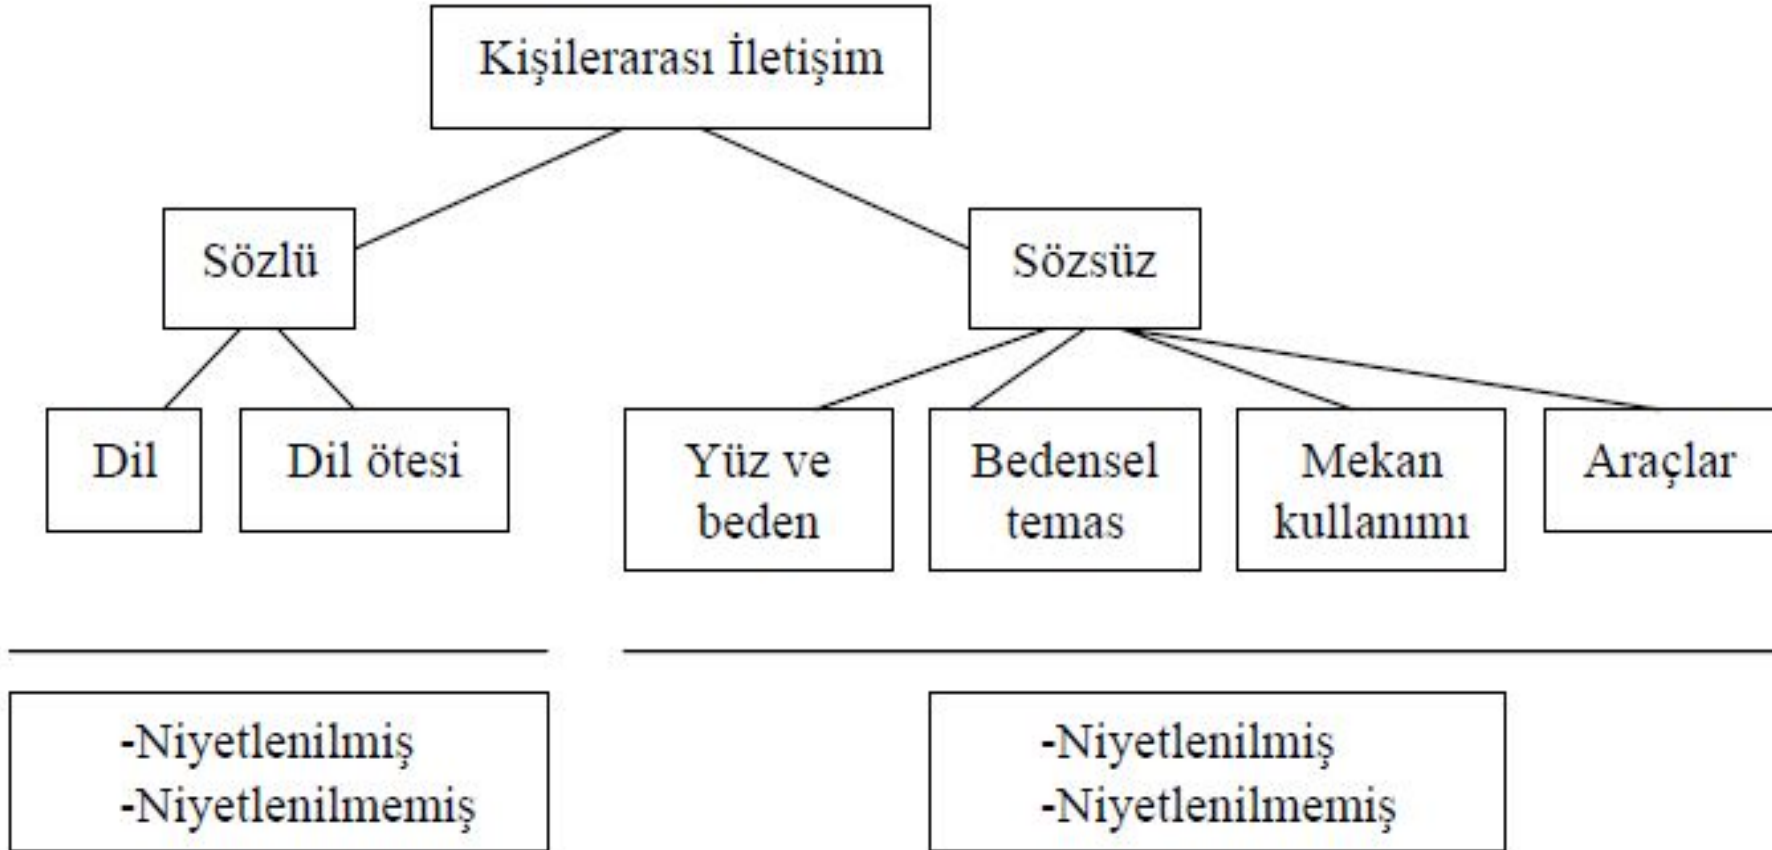 Kişilerarası İletişim
Sözlü
Sözsüz
Dil
Dil ötesi
Yüz ve
beden
Bedensel
temas
Mekan
kullanımı
Araçlar
-Niyetlenilmiş
-Niyetlenilmemiş
-Niyetlenilmiş
-Niyetlenilmemiş